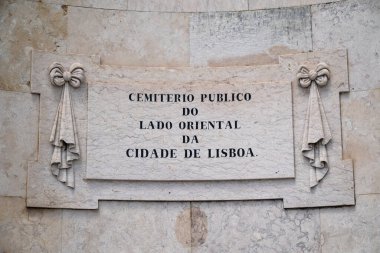 CEMITERIO PUBLICO
DO
LADO ORIENTAL
DA
CIDADE DE LISBOA.